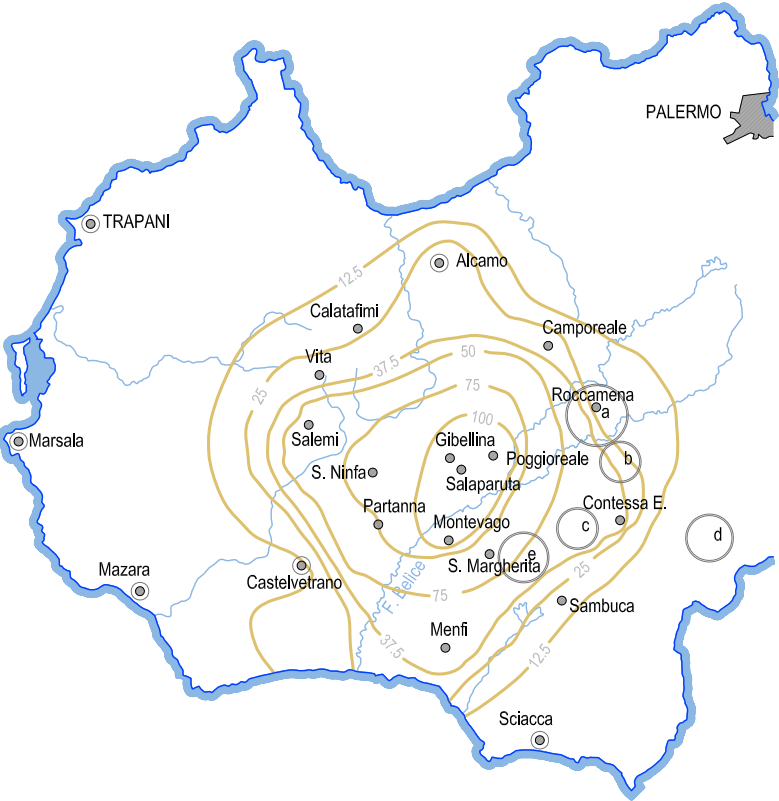 PALERMO
TRAPANI
12.5
Alcamo
Calatafimi
Camporeale
37.5
50
Vita
25
75
Roccamena
a
100
Marsala
Salemi
Gibellina
S. Ninfa
Poggioreale
b
Salaparuta
Partanna
Contessa E.
Montevago
c
d
e
S. Margherita
Mazara
Castelvetrano
F. Belice
25
75
Sambuca
Menfi
37.5
12.5
Sciacca